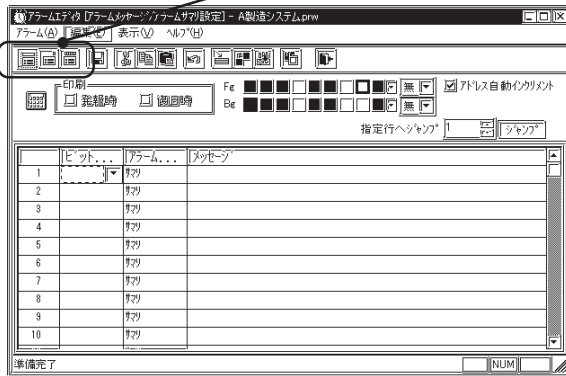 アラームエディタ [アラームメッセージ/アラームサマリ設定] - A製造システム.prw
アラーム(A) 編集(E) 表示(V) ヘルプ(H)
印刷
発報時
Fg 無 アドレス自動インクリメント
Bg 無
指定行へジャンプ 1 ジャンプ
ビット... アラーム... メッセージ
1 サマリ
2 サマリ
3 サマリ
4 サマリ
5 サマリ
6 サマリ
7 サマリ
8 サマリ
9 サマリ
10 サマリ
準備完了 NUM